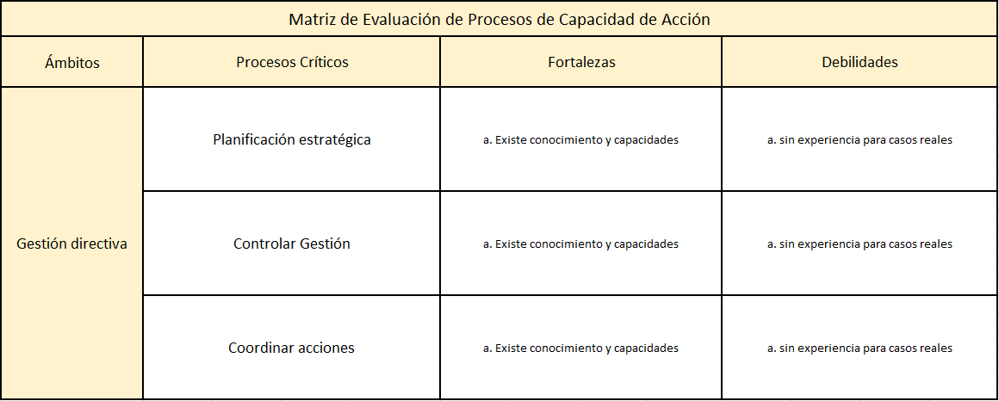 Matriz de Evaluación de Procesos de Capacidad de Acción
Ámbitos
Procesos Críticos
Fortalezas
Debilidades
Gestión directiva
Planificación estratégica
a. Existe conocimiento y capacidades
a. sin experiencia para casos reales
Controlar Gestión
a. Existe conocimiento y capacidades
a. sin experiencia para casos reales
Coordinar acciones
a. Existe conocimiento y capacidades
a. sin experiencia para casos reales